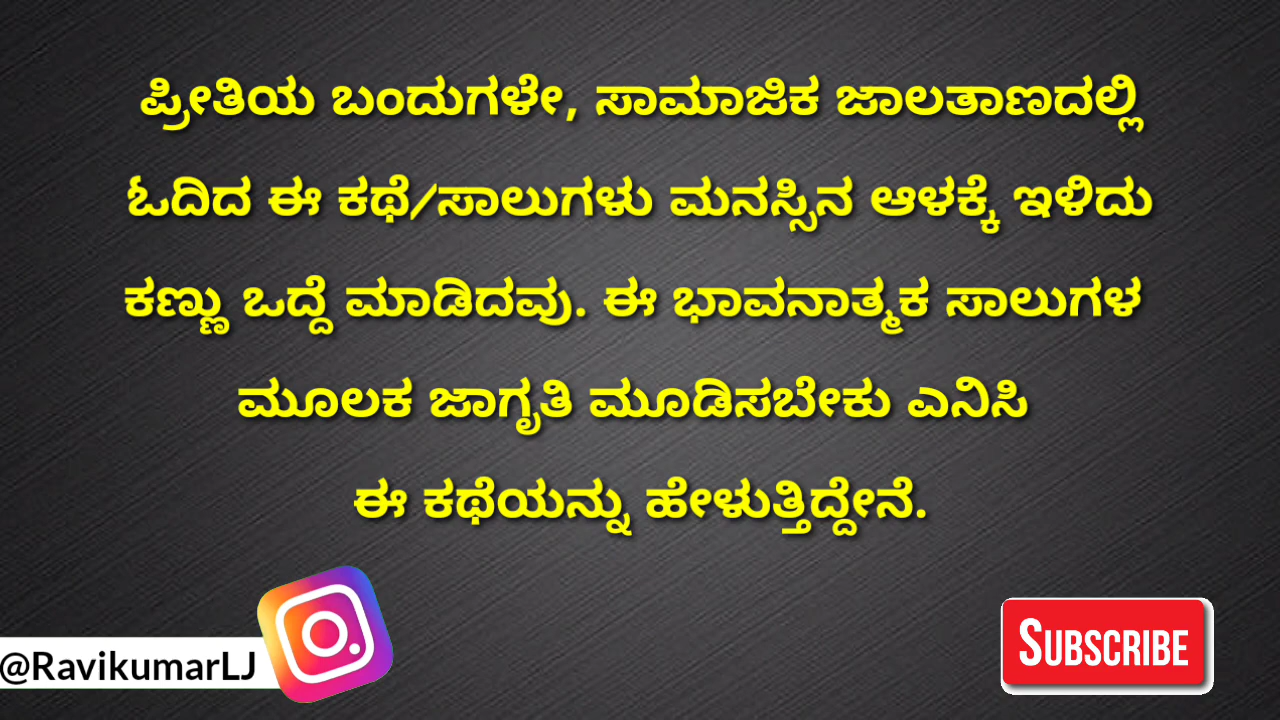 ಪ್ರೀತಿಯ ಬಂದುಗಳೇ, ಸಾಮಾಜಿಕ ಜಾಲತಾಣದಲ್ಲಿ
ಓದಿದ ಈ ಕಥೆ/ಸಾಲುಗಳು ಮನಸ್ಸಿನ ಆಳಕ್ಕೆ ಇಳಿದು
ಕಣ್ಣು ಒದ್ದೆ ಮಾಡಿದವು. ಈ ಭಾವನಾತ್ಮಕ ಸಾಲುಗಳ
ಮೂಲಕ ಜಾಗೃತಿ ಮೂಡಿಸಬೇಕು ಎನಿಸಿ
ಈ ಕಥೆಯನ್ನು ಹೇಳುತ್ತಿದ್ದೇನೆ.
@RavikumarLJ
SUBSCRIBE